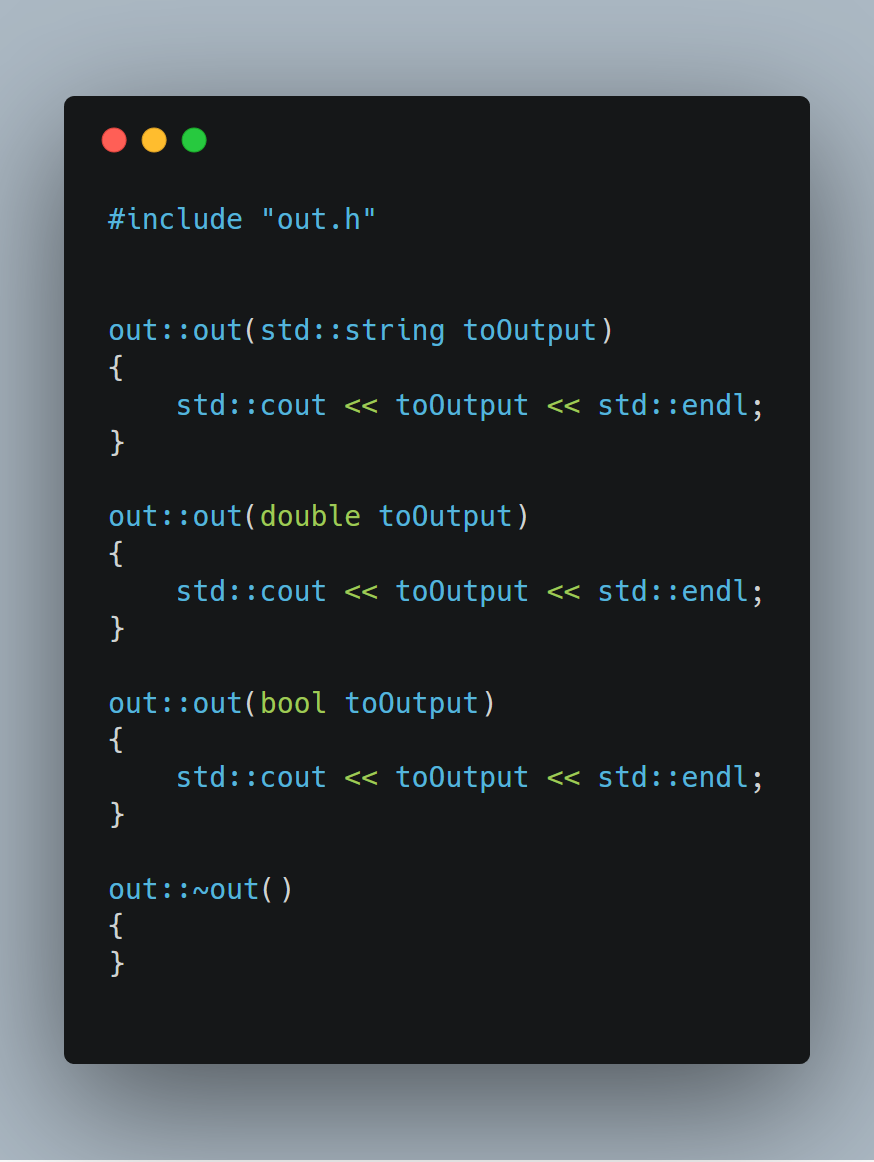 #include "out.h"
out::out(std::string toOutput)
{
    std::cout << toOutput << std::endl;
}
out::out(double toOutput)
{
    std::cout << toOutput << std::endl;
}
out::out(bool toOutput)
{
    std::cout << toOutput << std::endl;
}
out::~out()
{
}